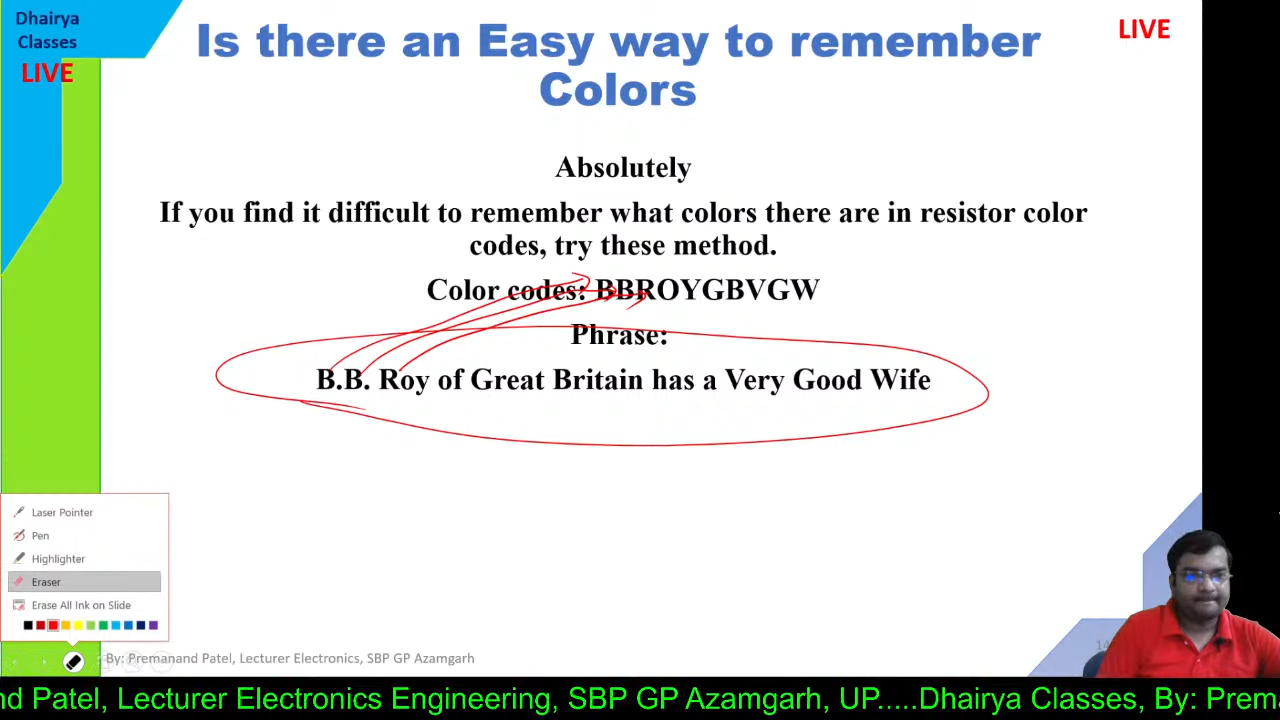 Dhairya
Classes
LIVE
LIVE
Is there an Easy way to remember
Colors
Absolutely
If you find it difficult to remember what colors there are in resistor color
codes, try these method.
Color codes: BBROYGBVGW
Phrase:
B.B. Roy of Great Britain has a Very Good Wife
Laser Pointer
Pen
Highlighter
Eraser
Erase All Ink on Slide
By: Premanand Patel, Lecturer Electronics, SBP GP Azamgarh
14
nd Patel, Lecturer Electronics Engineering, SBP GP Azamgarh, UP.....Dhairya Classes, By: Prem